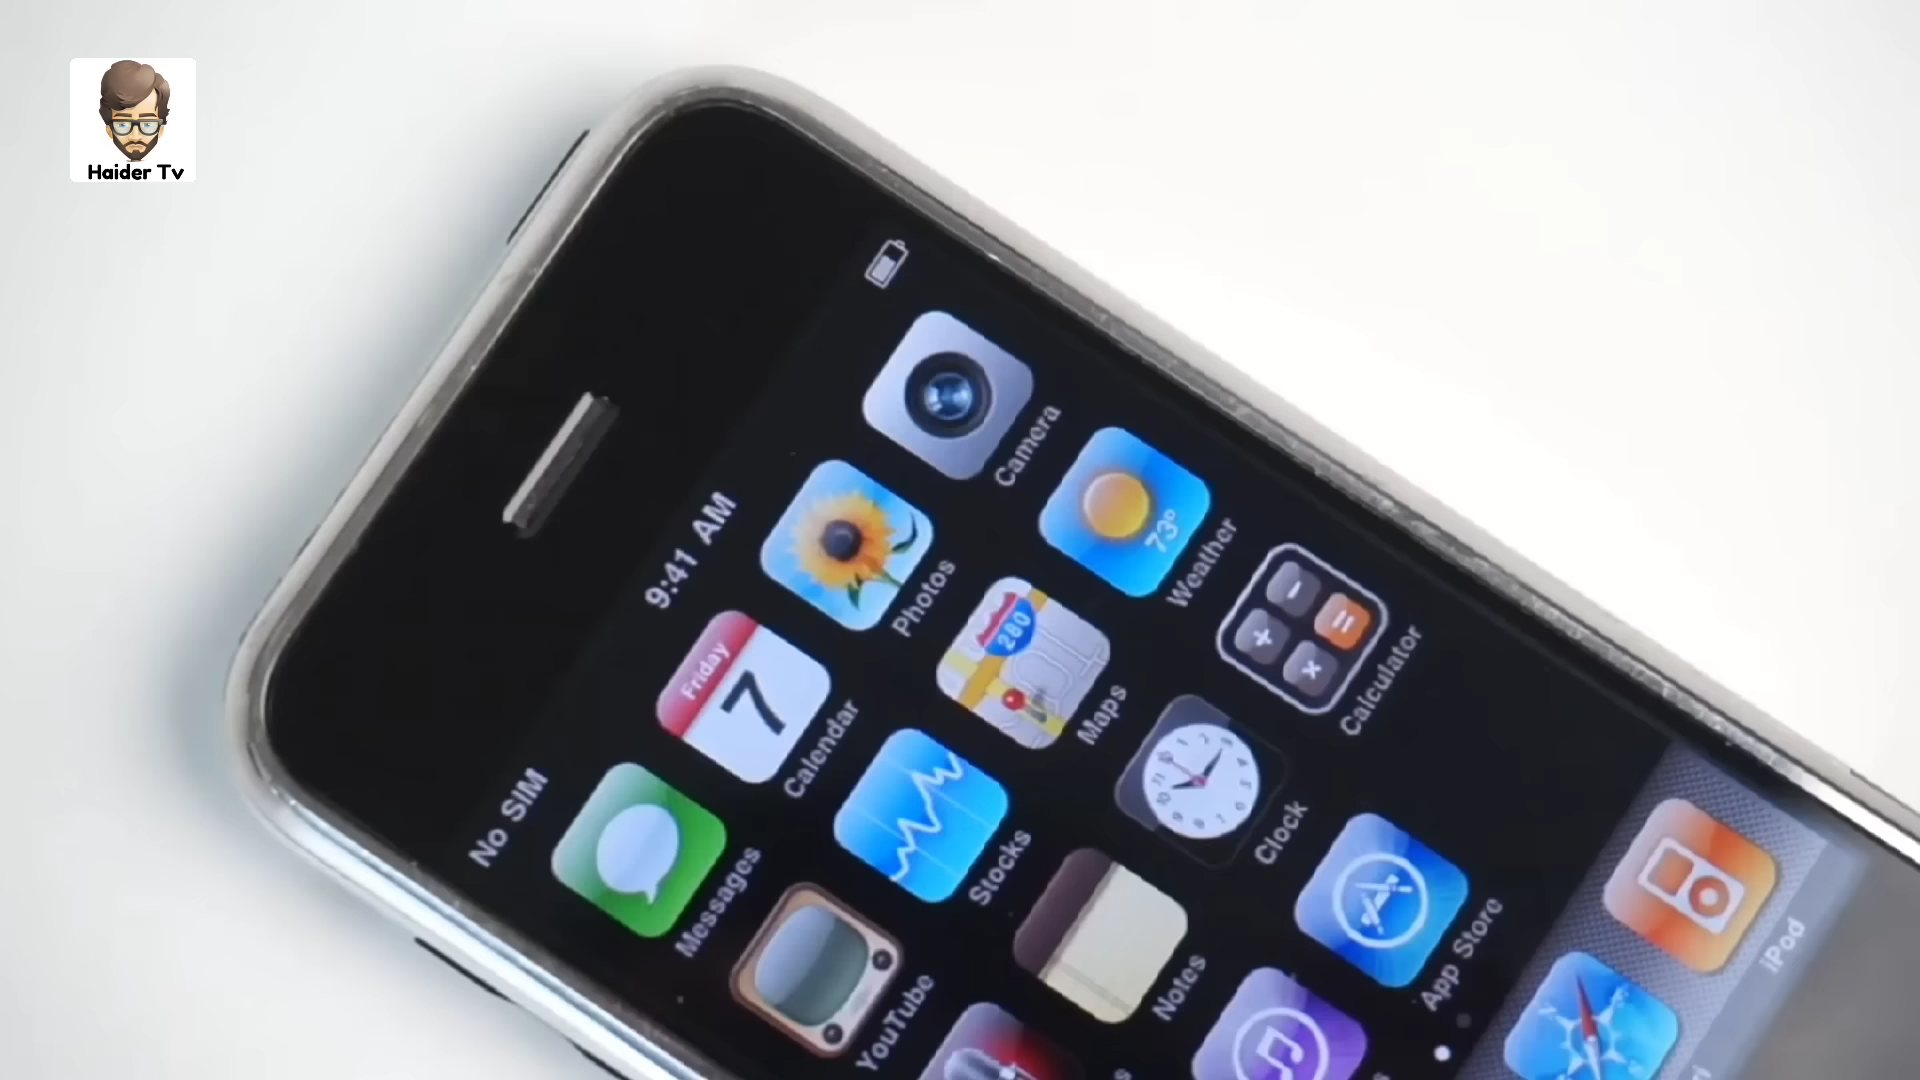 Haider Tv
No SIM
9:41 AM
Messages
Friday
7
Calendar
Photos
Camera
YouTube
Stocks
280
Maps
73°
Weather
Notes
Clock
Calculator
App Store
iPod